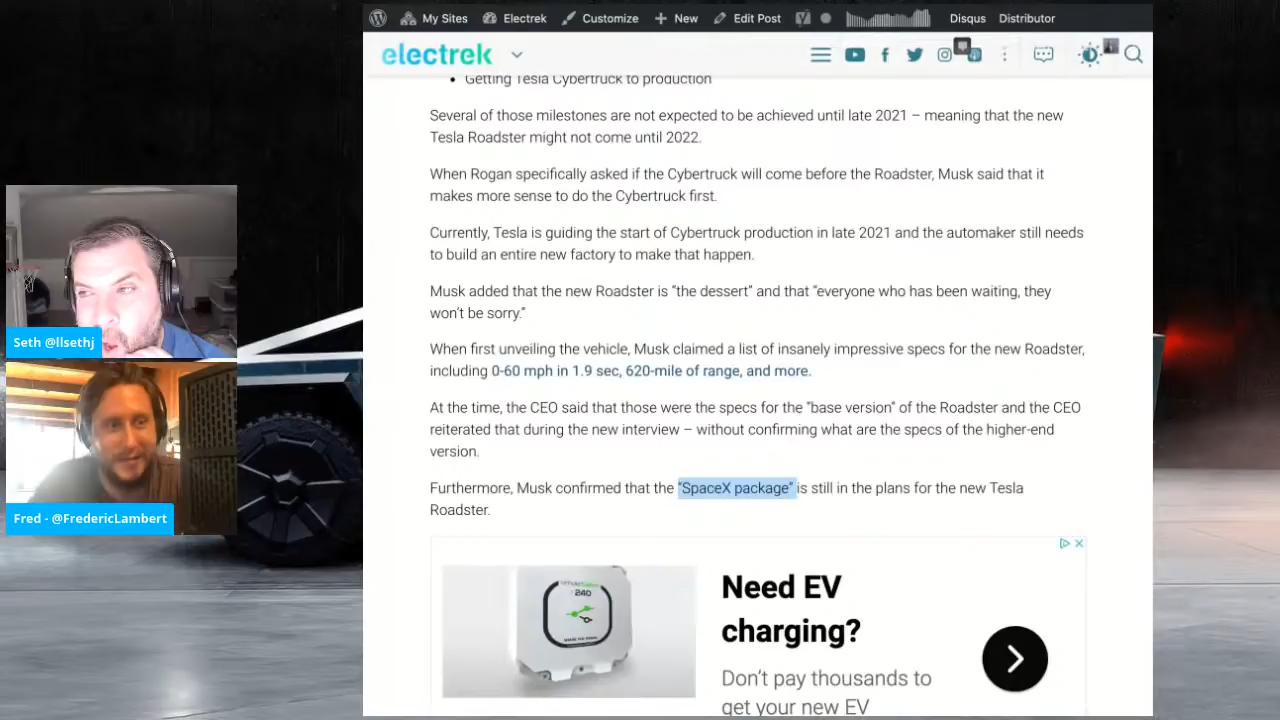 My Sites Electrek Customize New Edit Post Disqus Distributor
electrek
Getting Tesla Cybertruck to production
Several of those milestones are not expected to be achieved until late 2021 – meaning that the new
Tesla Roadster might not come until 2022.
When Rogan specifically asked if the Cybertruck will come before the Roadster, Musk said that it
makes more sense to do the Cybertruck first.
Currently, Tesla is guiding the start of Cybertruck production in late 2021 and the automaker still needs
to build an entire new factory to make that happen.
Musk added that the new Roadster is “the dessert” and that “everyone who has been waiting, they
won’t be sorry.”
When first unveiling the vehicle, Musk claimed a list of insanely impressive specs for the new Roadster,
including 0-60 mph in 1.9 sec, 620-mile of range, and more.
At the time, the CEO said that those were the specs for the “base version” of the Roadster and the CEO
reiterated that during the new interview – without confirming what are the specs of the higher-end
version.
Furthermore, Musk confirmed that the “SpaceX package” is still in the plans for the new Tesla
Roadster.
240
Need EV
charging?
Don’t pay thousands to
get your new EV
Seth @llsethj
Fred - @FredericLambert